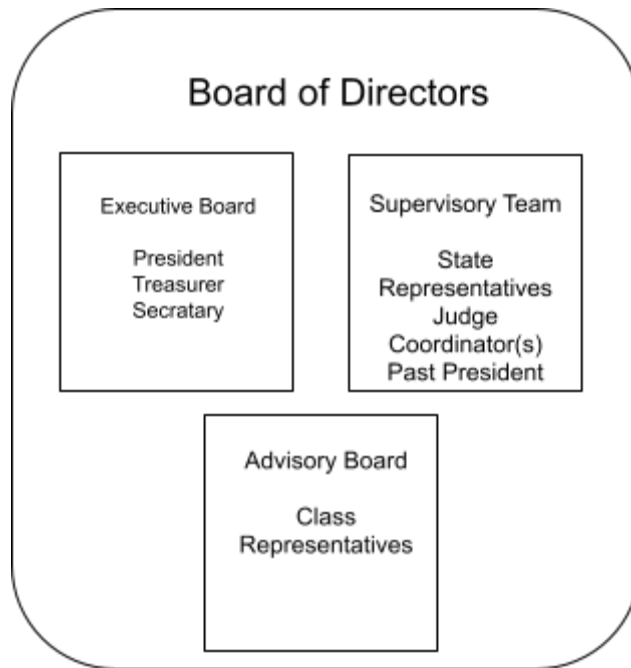 Board of Directors
Executive Board
President
Treasurer
Secratary
Supervisory Team
State
Representatives
Judge
Coordinator(s)
Past President
Advisory Board
Class
Representatives